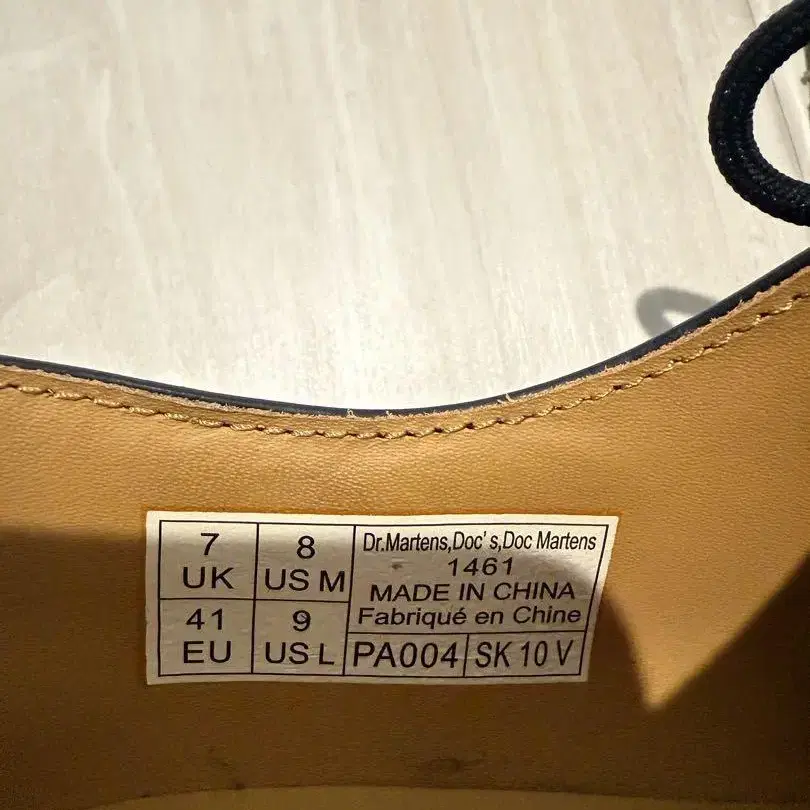 7
UK
8
US M
41
EU
9
US L
Dr.Martens,Doc's,Doc Martens
1461
MADE IN CHINA
Fabriqué en Chine
PA004
SK 10 V